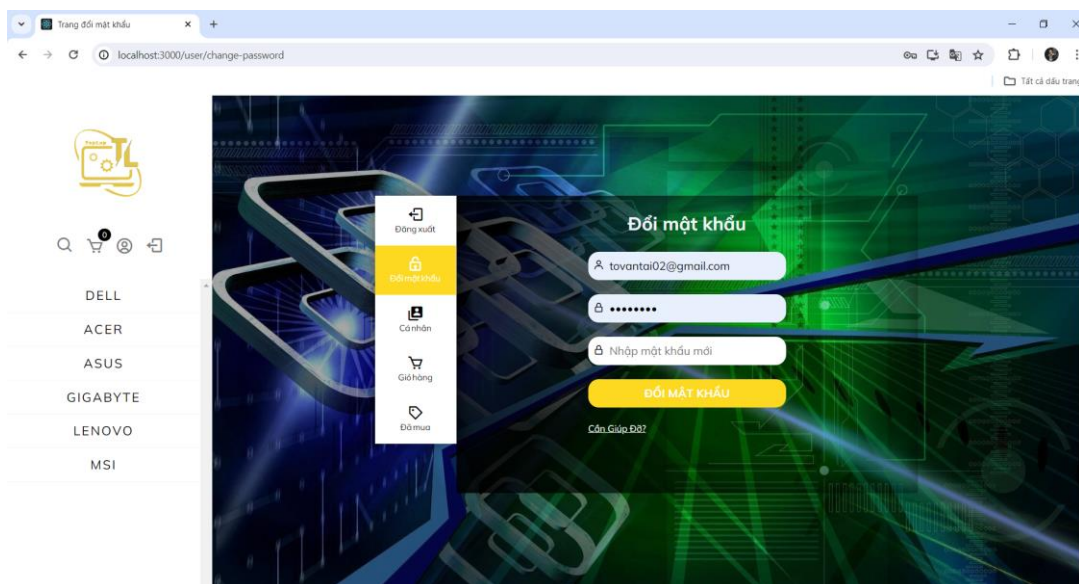 Trang đổi mật khẩu
localhost:3000/user/change-password
Tất cả dấu trang
TL
0
DELL
ACER
ASUS
GIGABYTE
LENOVO
MSI
Đăng xuất
Đổi mật khẩu
Cá nhân
Giỏ hàng
Đã mua
Đổi mật khẩu
tovantai02@gmail.com
Nhập mật khẩu mới
ĐỔI MẬT KHẨU
Cần Giúp Đỡ?